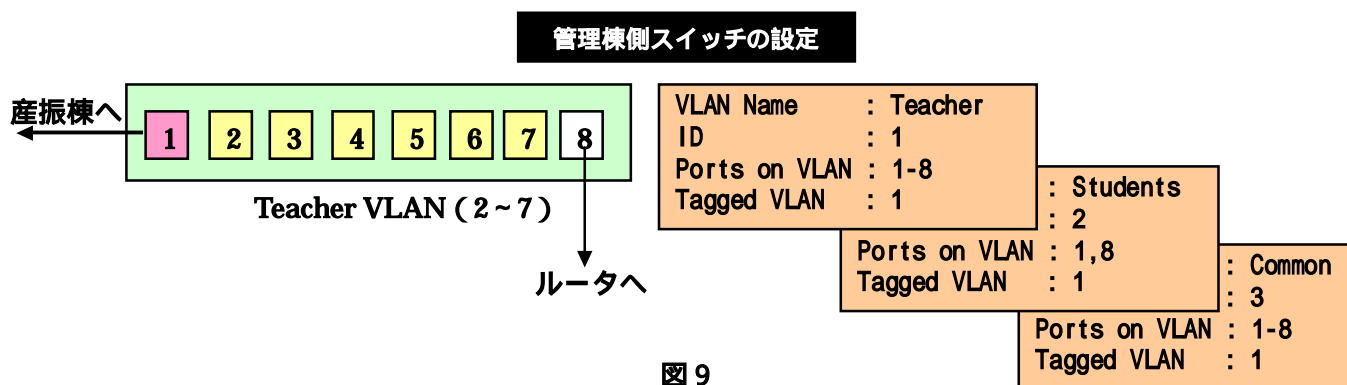 管理棟側スイッチの設定
産振棟へ
1 2 3 4 5 6 7 8
Teacher VLAN ( 2 ~ 7 )
ルータへ
VLAN Name : Teacher
ID : 1
Ports on VLAN : 1-8
Tagged VLAN : 1
: Students
: 2
Ports on VLAN : 1,8
Tagged VLAN : 1
: Common
: 3
Ports on VLAN : 1-8
Tagged VLAN : 1
図 9